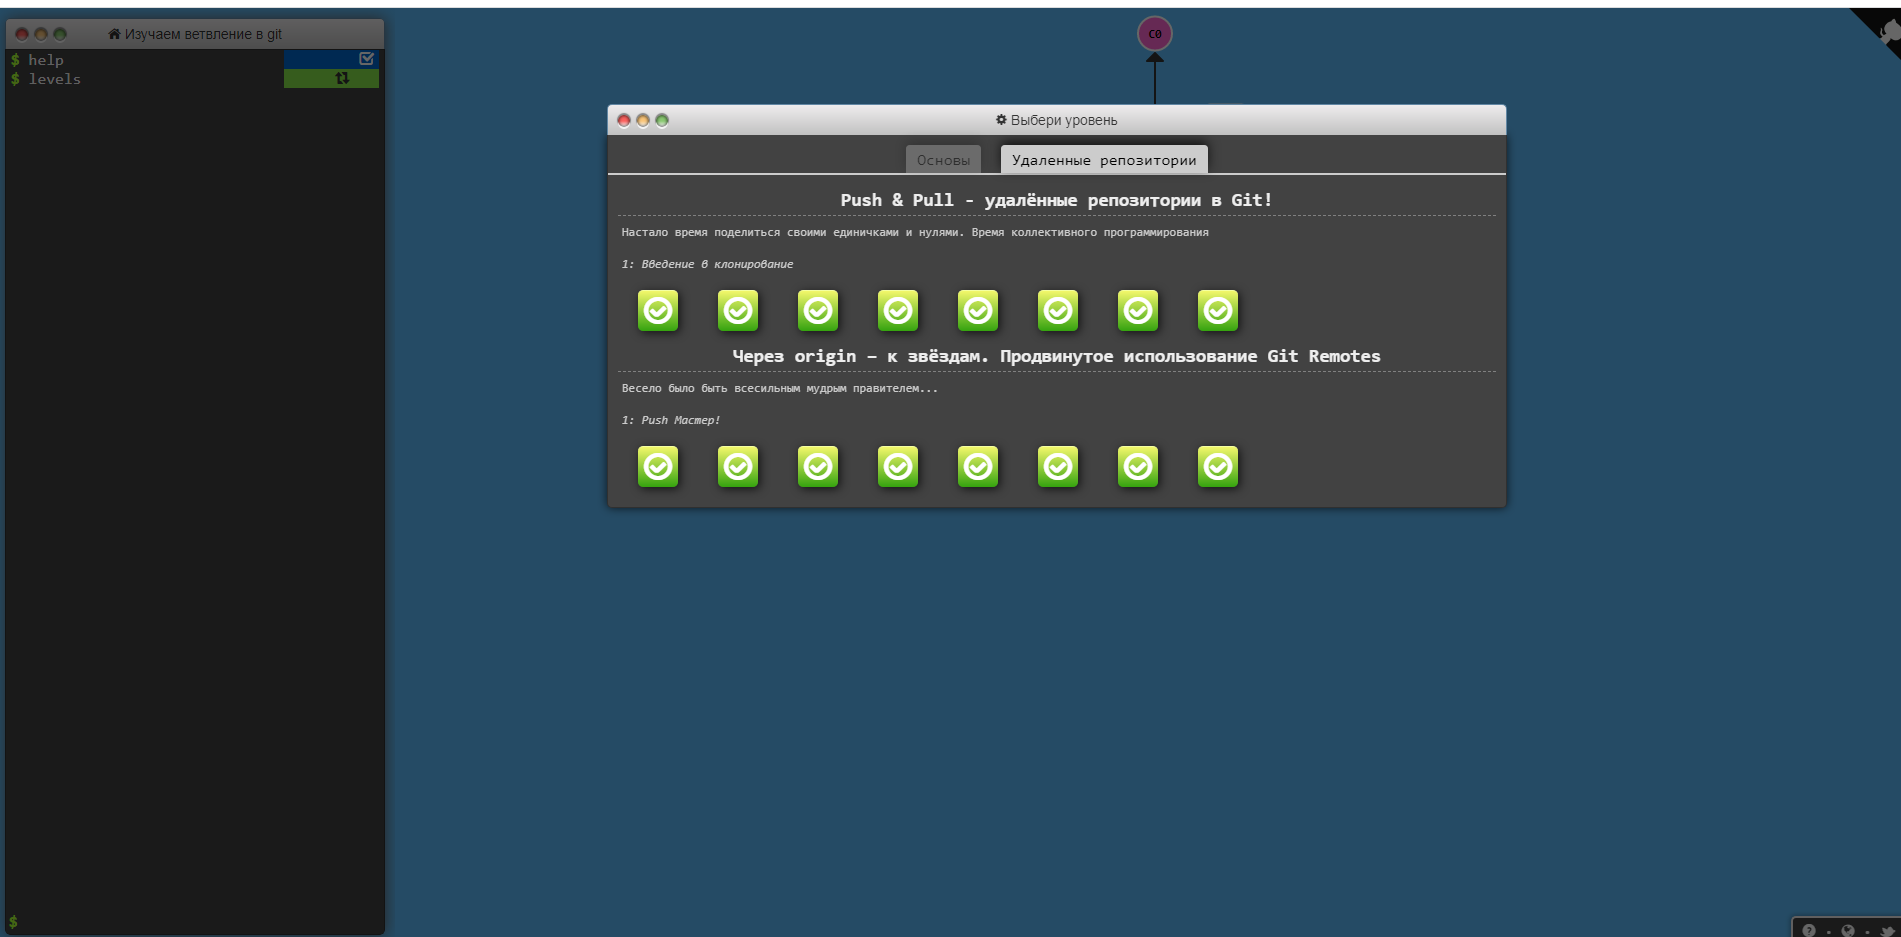 Изучаем ветвление в git
$ help
$ levels
C0
Выбери уровень
Основы
Удаленные репозитории
Push & Pull - удалённые репозитории в Git!
Настало время поделиться своими единичками и нулями. Время коллективного программирования
1: Введение в клонирование
Через origin – к звёздам. Продвинутое использование Git Remotes
Весело было быть всесильным мудрым правителем...
1: Push Мастер!
$